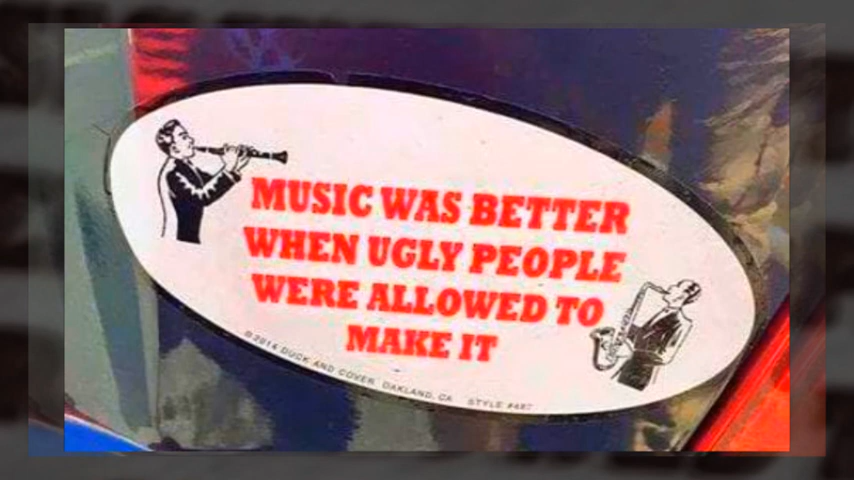 MUSIC WAS BETTER
WHEN UGLY PEOPLE
WERE ALLOWED TO
MAKE IT
©2014 DUCK AND COVER OAKLAND, CA STYLE #487